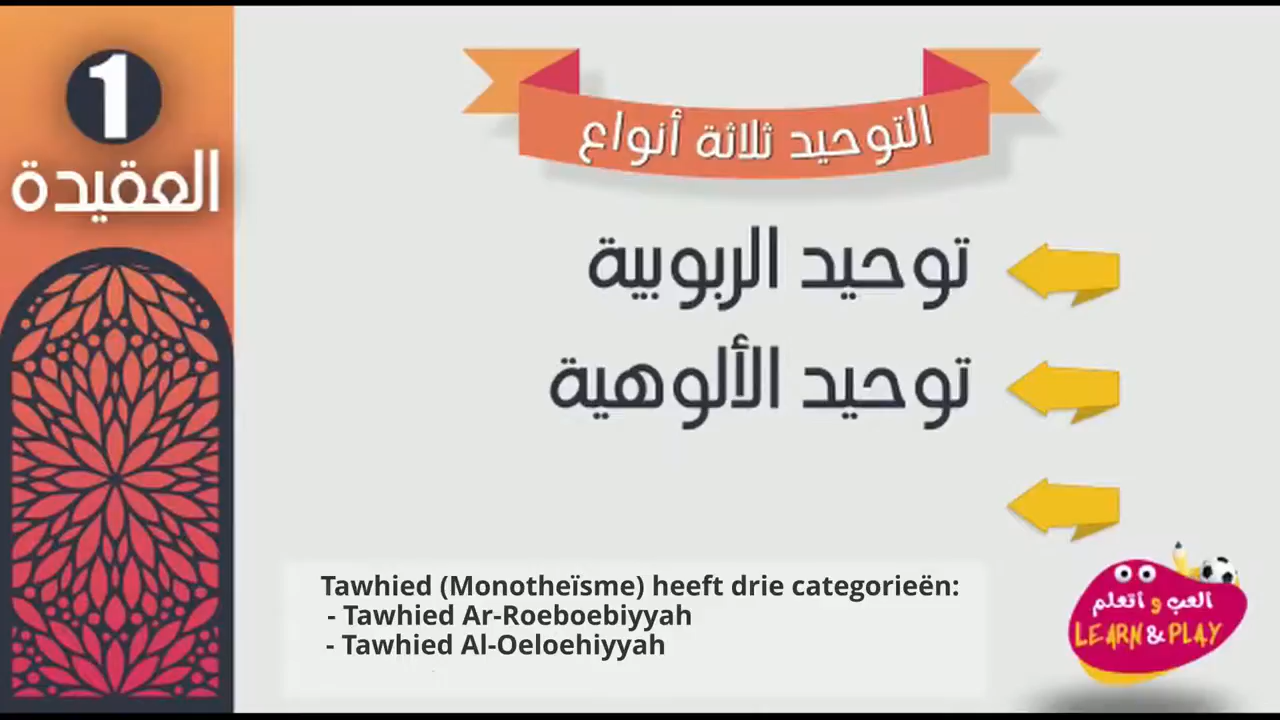 1
العقيدة
التوحيد ثلاثة أنواع
توحيد الربوبية
توحيد الألوهية
Tawhied (Monotheïsme) heeft drie categorieën:
- Tawhied Ar-Roeboebiyyah
- Tawhied Al-Oeloehiyyah
العب و أتعلم
LEARN & PLAY